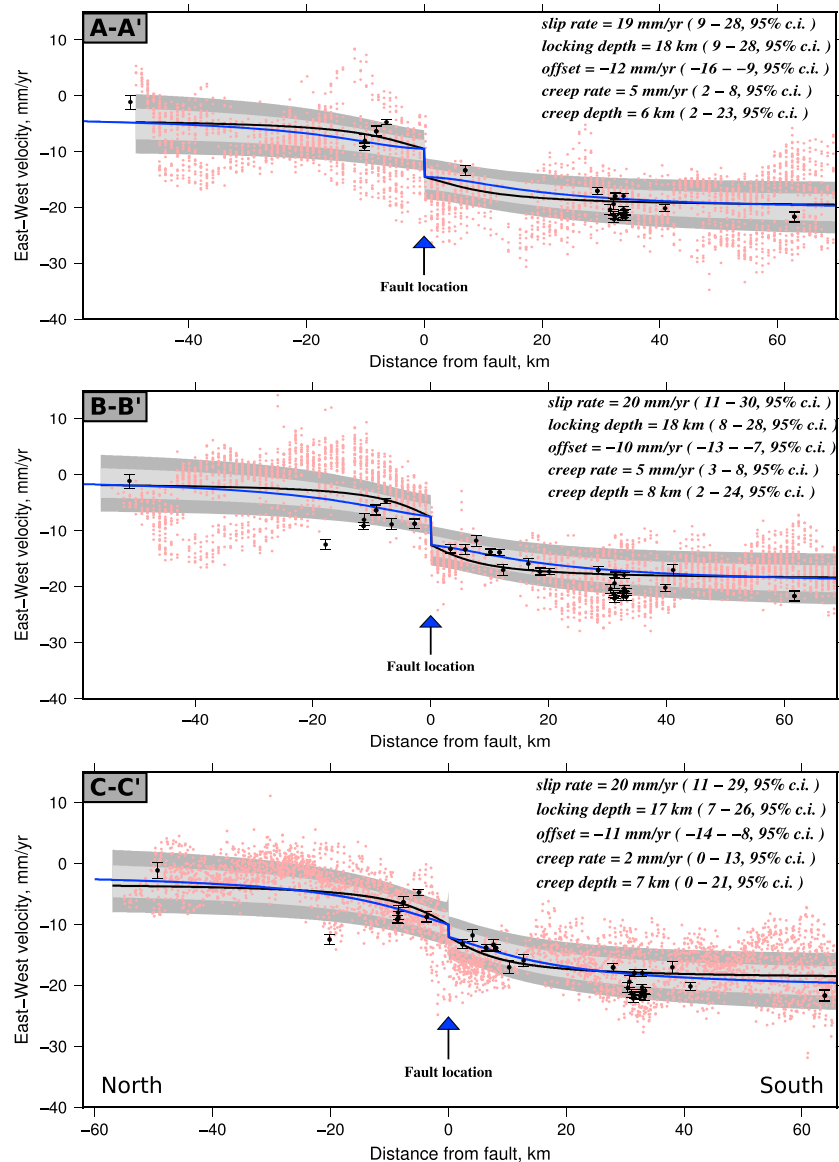 A-A'
slip rate = 19 mm/yr ( 9 − 28, 95% c.i. )
locking depth = 18 km ( 9 − 28, 95% c.i. )
offset = −12 mm/yr ( −16 − −9, 95% c.i. )
creep rate = 5 mm/yr ( 2 − 8, 95% c.i. )
creep depth = 6 km ( 2 − 23, 95% c.i. )
10
0
−10
−20
−30
−40
East−West velocity, mm/yr
Fault location
−40 −20 0 20 40 60
Distance from fault, km
B-B'
slip rate = 20 mm/yr ( 11 − 30, 95% c.i. )
locking depth = 18 km ( 8 − 28, 95% c.i. )
offset = −10 mm/yr ( −13 − −7, 95% c.i. )
creep rate = 5 mm/yr ( 3 − 8, 95% c.i. )
creep depth = 8 km ( 2 − 24, 95% c.i. )
10
0
−10
−20
−30
−40
East−West velocity, mm/yr
Fault location
−40 −20 0 20 40 60
Distance from fault, km
C-C'
slip rate = 20 mm/yr ( 11 − 29, 95% c.i. )
locking depth = 17 km ( 7 − 26, 95% c.i. )
offset = −11 mm/yr ( −14 − −8, 95% c.i. )
creep rate = 2 mm/yr ( 0 − 13, 95% c.i. )
creep depth = 7 km ( 0 − 21, 95% c.i. )
10
0
−10
−20
−30
−40
East−West velocity, mm/yr
Fault location
North
South
−60 −40 −20 0 20 40 60
Distance from fault, km